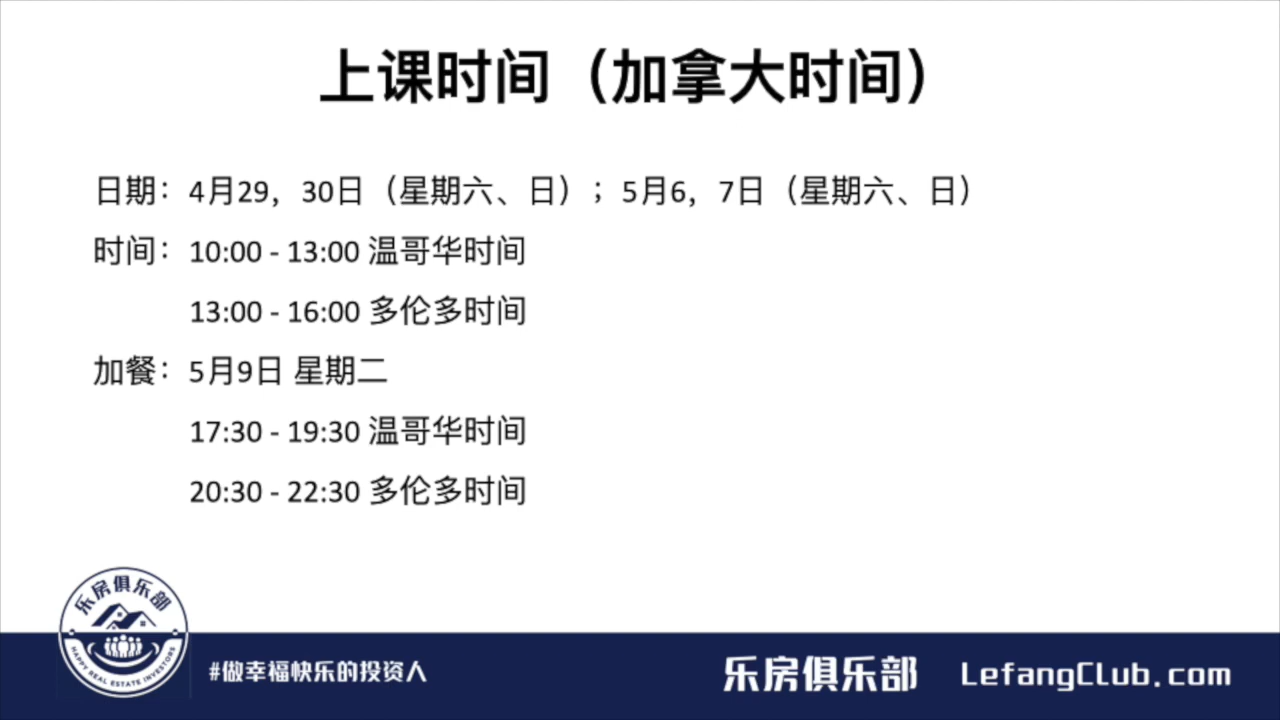 上课时间（加拿大时间）
日期：4月29，30日（星期六、日）；5月6，7日（星期六、日）
时间：10:00 - 13:00 温哥华时间
13:00 - 16:00 多伦多时间
加餐：5月9日 星期二
17:30 - 19:30 温哥华时间
20:30 - 22:30 多伦多时间
乐房俱乐部
HAPPY REAL ESTATE INVESTORS
#做幸福快乐的投资人
乐房俱乐部
LefangClub.com